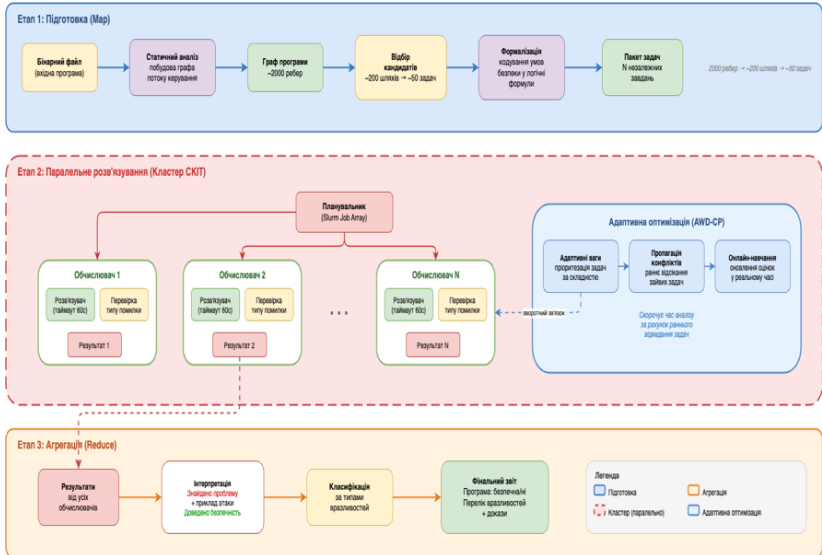 Етап 1: Підготовка (Map)
Бінарний файл
(вхідна програма)
Статичний аналіз
побудова графа
потоку керування
Граф програми
~2000 ребер
Відбір
кандидатів
~200 шляхів → ~50 задач
Формалізація
кодування умов
безпеки у логічні
формули
Пакет задач
N незалежних
завдань
2000 ребер → ~200 шляхів → ~50 задач
Етап 2: Паралельне розв'язування (Кластер СКІТ)
Планувальник
(Slurm Job Array)
Обчислювач 1
Розв'язувач
(таймаут 60с)
Перевірка
типу помилки
Результат 1
Обчислювач 2
Розв'язувач
(таймаут 60с)
Перевірка
типу помилки
Результат 2
...
Обчислювач N
Розв'язувач
(таймаут 60с)
Перевірка
типу помилки
Результат N
Адаптивна оптимізація (AWD-CP)
Адаптивні ваги
пріоритизація задач
за складністю
Пропагація
конфліктів
раннє відсікання
зайвих задач
Онлайн-навчання
оновлення оцінок
у реальному часі
зворотний зв'язок
Скорочує час аналізу
за рахунок раннього
відкидання задач
Етап 3: Агрегація (Reduce)
Результати
від усіх
обчислювачів
Інтерпретація
Знайдено проблему
+ приклад атаки
Доведено безпечність
Класифікація
за типами
вразливостей
Фінальний звіт
Програма: безпечна/ні
Перелік вразливостей
+ докази
Легенда
Підготовка
Агрегація
Кластер (паралельно)
Адаптивна оптимізація